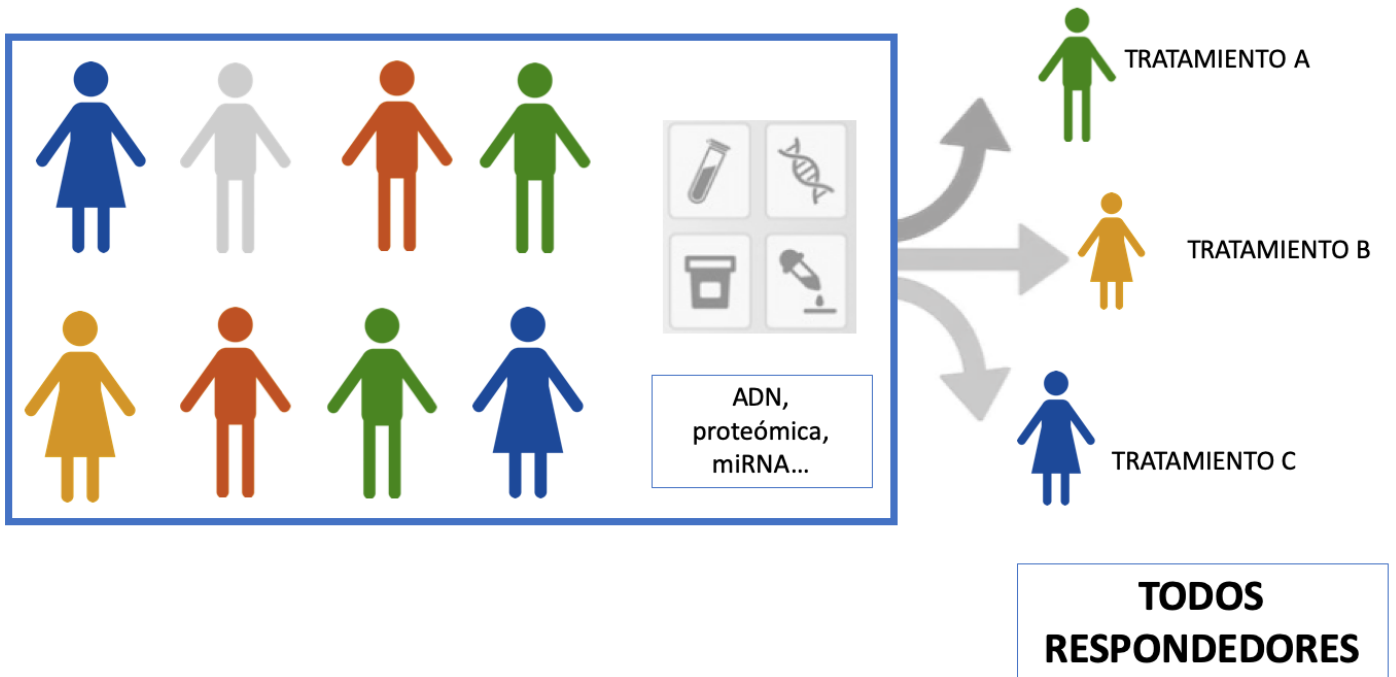 TRATAMIENTO A
TRATAMIENTO B
ADN,
proteómica,
miRNA...
TRATAMIENTO C
TODOS
RESPONDEDORES